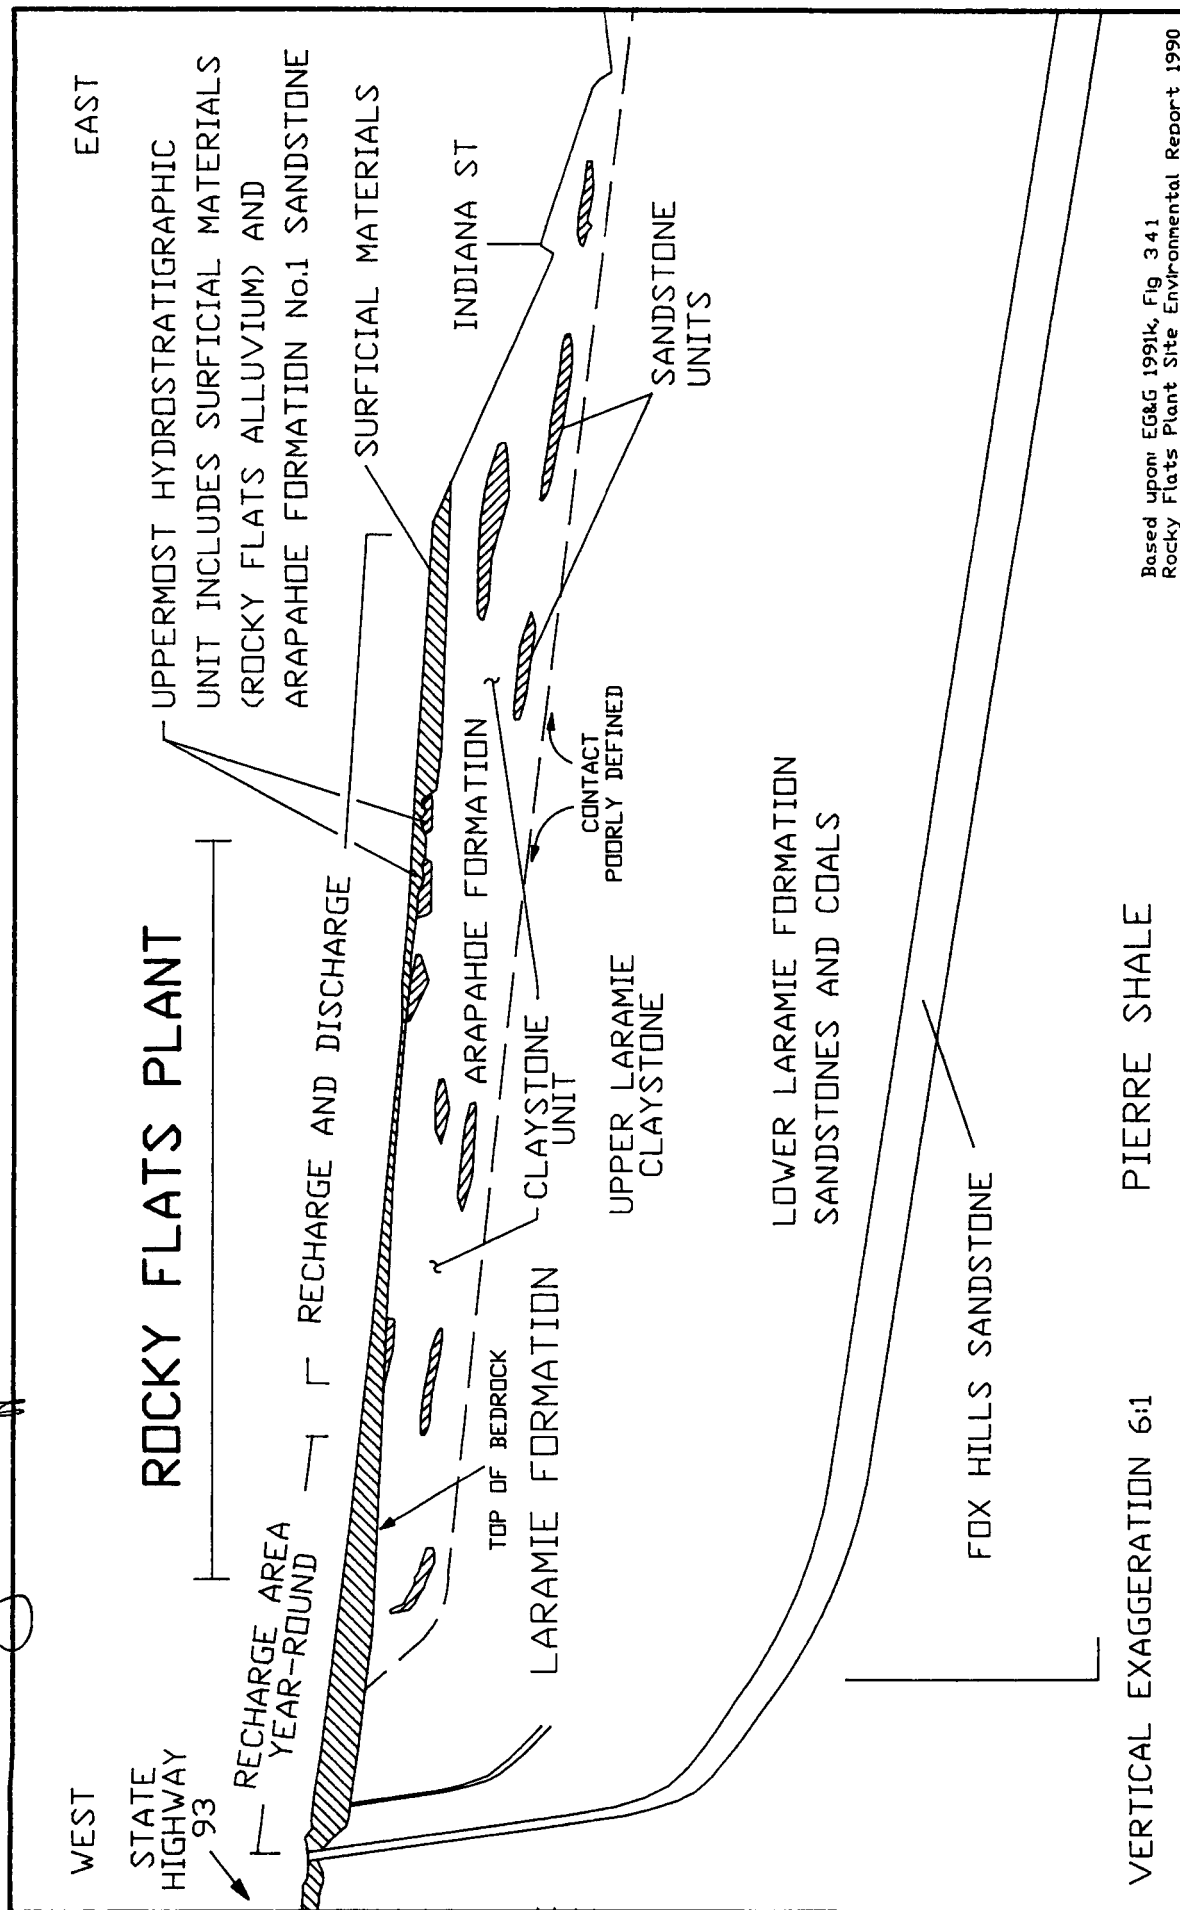 WEST
EAST
STATE
HIGHWAY
93
ROCKY FLATS PLANT
UPPERMOST HYDROSTRATIGRAPHIC
UNIT INCLUDES SURFICIAL MATERIALS
(ROCKY FLATS ALLUVIUM) AND
ARAPAHOE FORMATION No.1 SANDSTONE
RECHARGE AREA
YEAR-ROUND
RECHARGE AND DISCHARGE
SURFICIAL MATERIALS
INDIANA ST
ARAPAHOE FORMATION
TOP OF BEDROCK
LARAMIE FORMATION
CLAYSTONE
UNIT
CONTACT
POORLY DEFINED
SANDSTONE
UNITS
UPPER LARAMIE
CLAYSTONE
LOWER LARAMIE FORMATION
SANDSTONES AND COALS
FOX HILLS SANDSTONE
PIERRE SHALE
VERTICAL EXAGGERATION 6:1
Based upon: EG&G 1991k, Fig 3 4 1
Rocky Flats Plant Site Environmental Report 1990